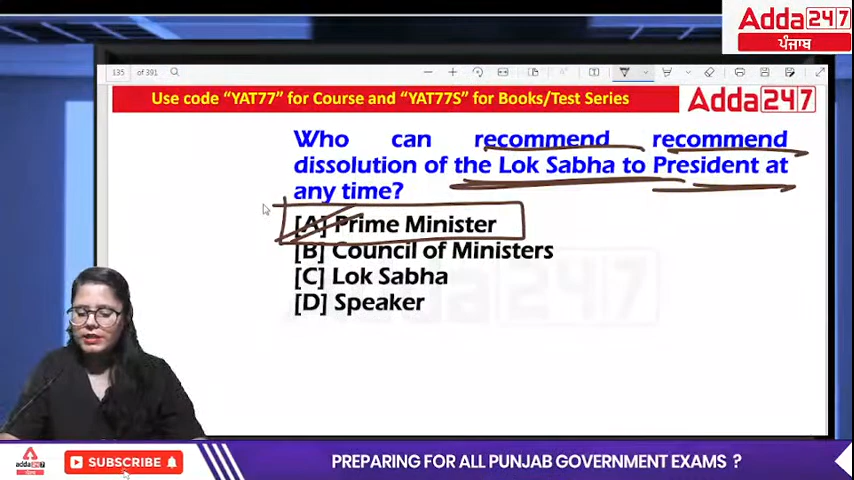 Adda247
ਪੰਜਾਬ
135 of 391
Use code “YAT77” for Course and “YAT77S” for Books/Test Series
Adda247
Who can recommend recommend
dissolution of the Lok Sabha to President at
any time?
[A] Prime Minister
[B] Council of Ministers
[C] Lok Sabha
[D] Speaker
Adda247
adda247
ਪੰਜਾਬ
SUBSCRIBE
PREPARING FOR ALL PUNJAB GOVERNMENT EXAMS ?